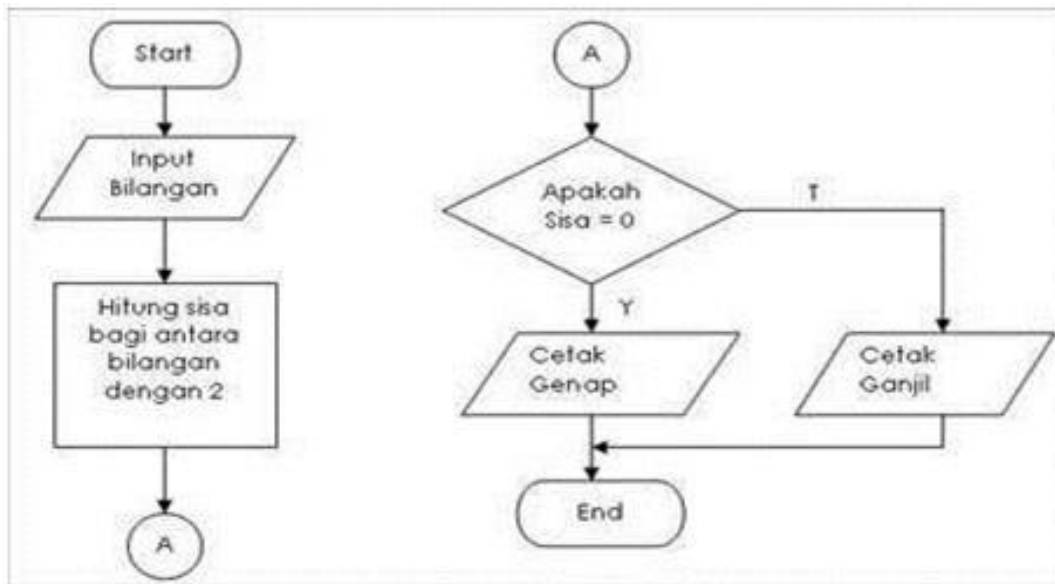 Start
Input
Bilangan
Hitung sisa
bagi antara
bilangan
dengan 2
A
A
Apakah
Sisa = 0
T
Y
Cetak
Genap
Cetak
Ganjil
End